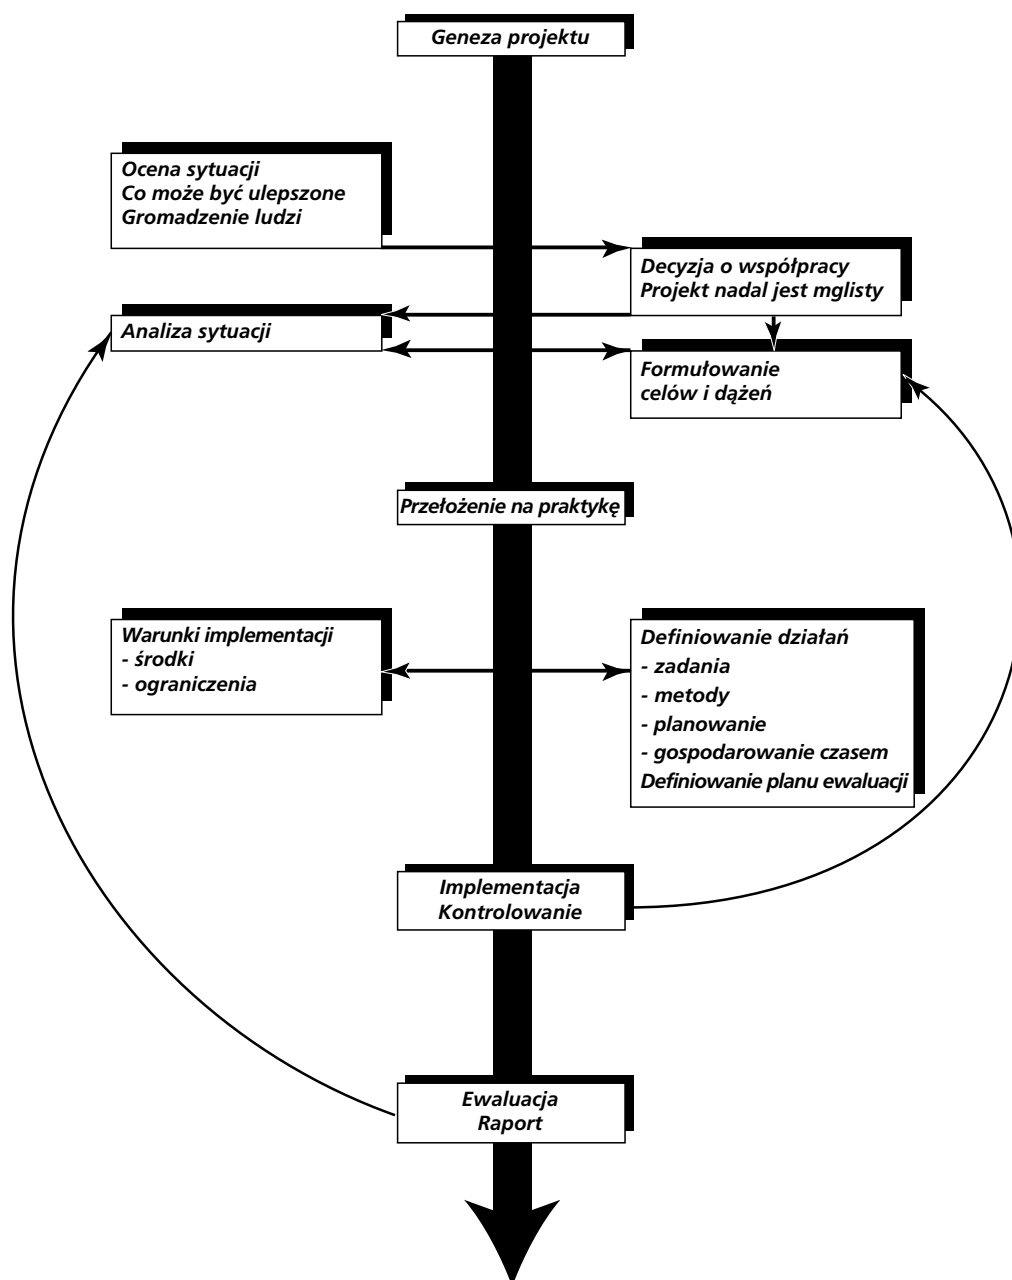 Geneza projektu
Ocena sytuacji
Co może być ulepszone
Gromadzenie ludzi
Decyzja o współpracy
Projekt nadal jest mglisty
Analiza sytuacji
Formułowanie
celów i dążeń
Przełożenie na praktykę
Warunki implementacji
- środki
- ograniczenia
Definiowanie działań
- zadania
- metody
- planowanie
- gospodarowanie czasem
Definiowanie planu ewaluacji
Implementacja
Kontrolowanie
Ewaluacja
Raport